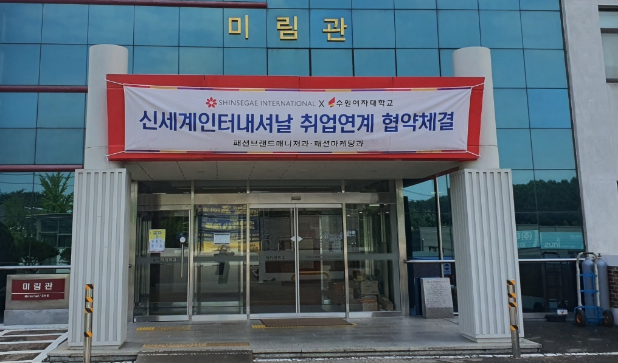 미림관
SHINSEGAE INTERNATIONAL X 수원여자대학교
신세계인터내셔날 취업연계 협약체결
패션브랜드매니저과·패션마케팅과
미림관